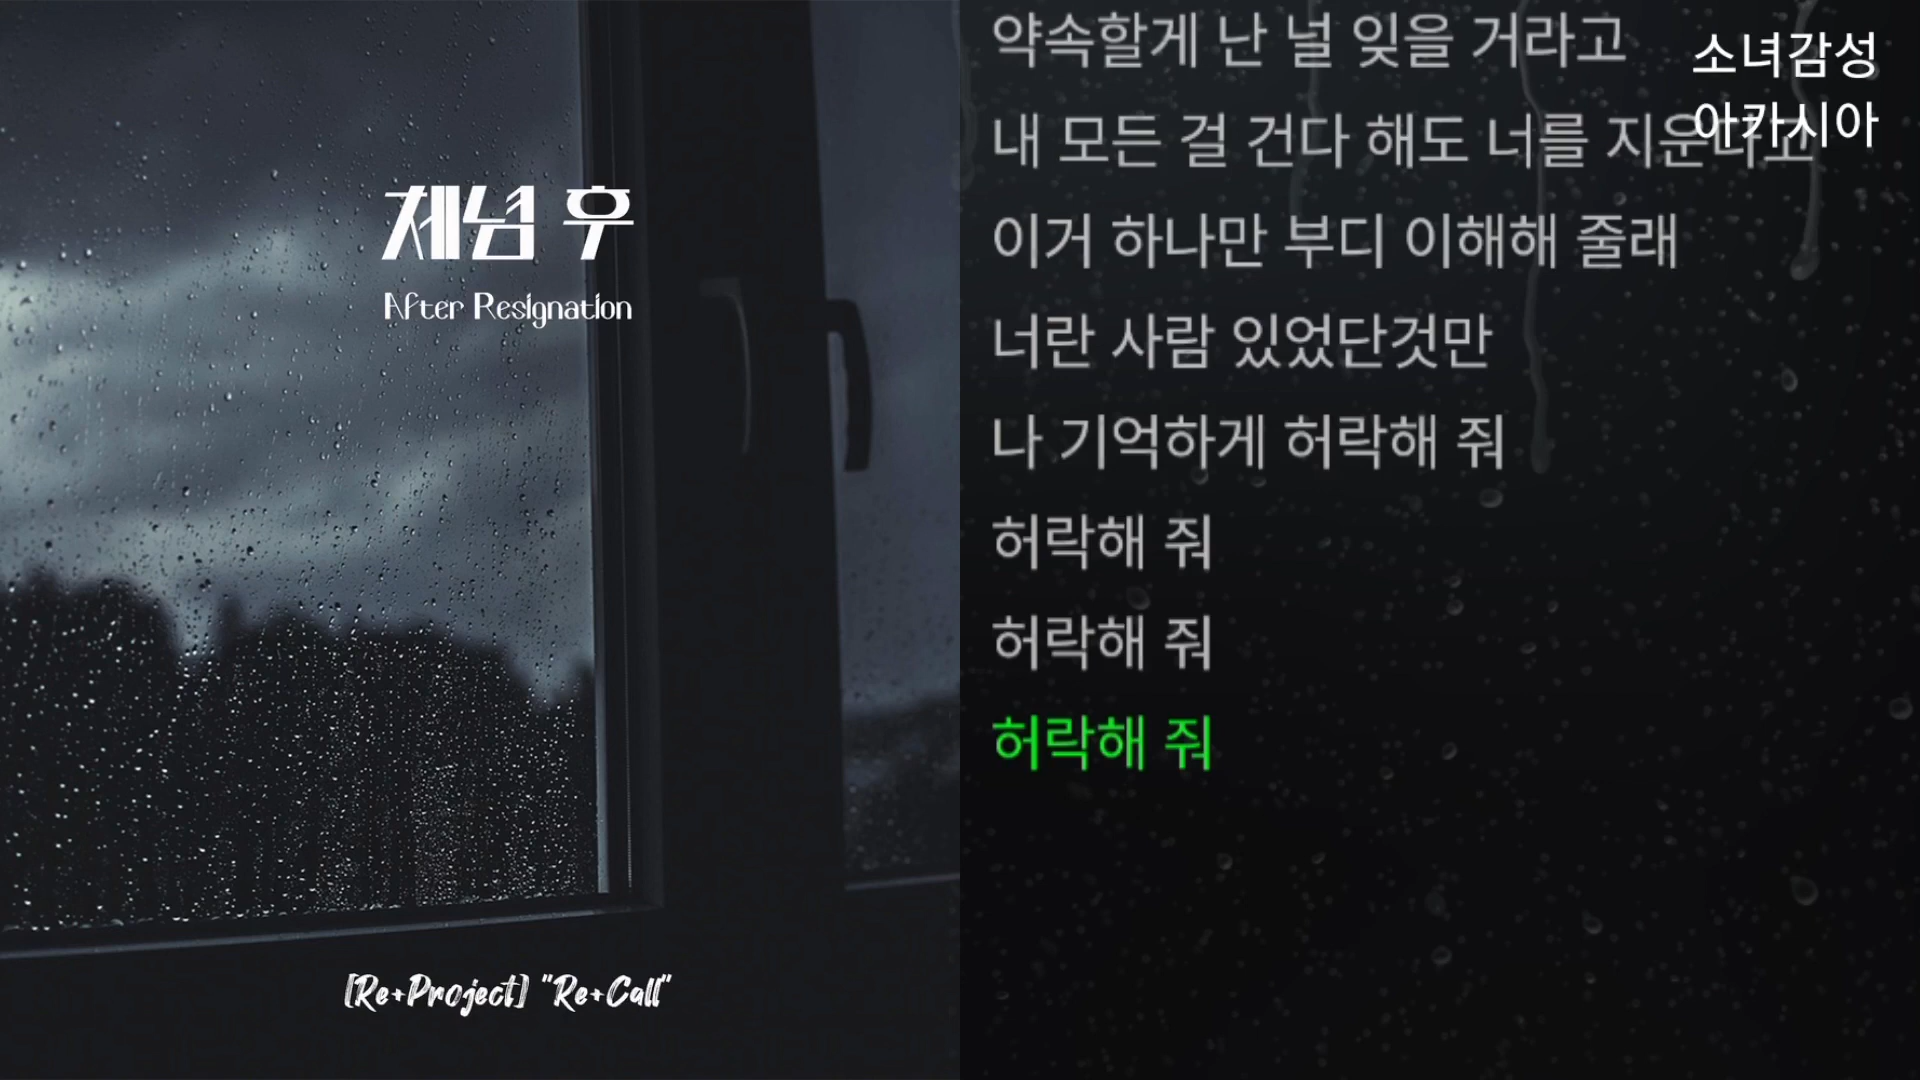 체념 후
After Resignation
[Re+Project] "Re+Call"
약속할게 난 널 잊을 거라고
내 모든 걸 건다 해도 너를 지운다고
이거 하나만 부디 이해해 줄래
너란 사람 있었단것만
나 기억하게 허락해 줘
허락해 줘
허락해 줘
허락해 줘
소녀감성
아카시아